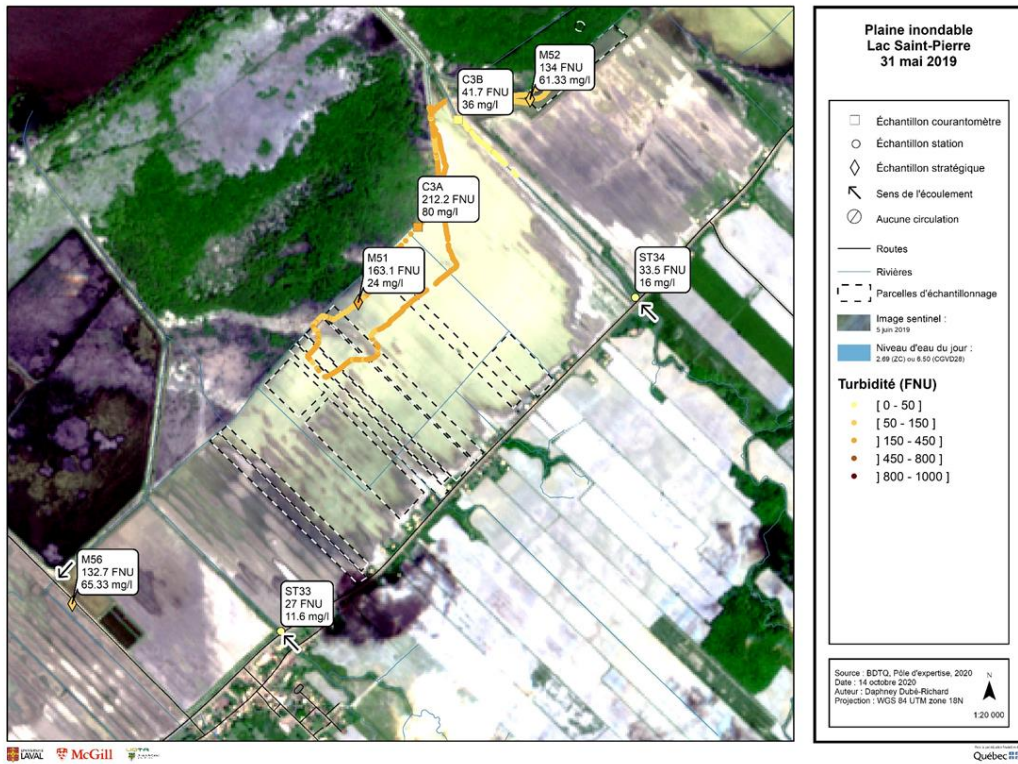 Plaine inondable
Lac Saint-Pierre
31 mai 2019
Échantillon courantomètre
Échantillon station
Échantillon stratégique
Sens de l'écoulement
Aucune circulation
Routes
Rivières
Parcelles d'échantillonnage
Image sentinel :
5 juin 2019
Niveau d'eau du jour :
2.69 (ZC) ou 6.50 (CGVD28)
Turbidité (FNU)
[ 0 - 50 ]
[ 50 - 150 ]
] 150 - 450 ]
] 450 - 800 ]
] 800 - 1000 ]
Source : BDTQ, Pôle d'expertise, 2020
Date : 14 octobre 2020
Auteur : Daphney Dubé-Richard
Projection : WGS 84 UTM zone 18N
N
1:20 000
M52
134 FNU
61.33 mg/l
C3B
41.7 FNU
36 mg/l
C3A
212.2 FNU
80 mg/l
M51
163.1 FNU
24 mg/l
ST34
33.5 FNU
16 mg/l
M56
132.7 FNU
65.33 mg/l
ST33
27 FNU
11.6 mg/l
LAVAL
McGill
Québec